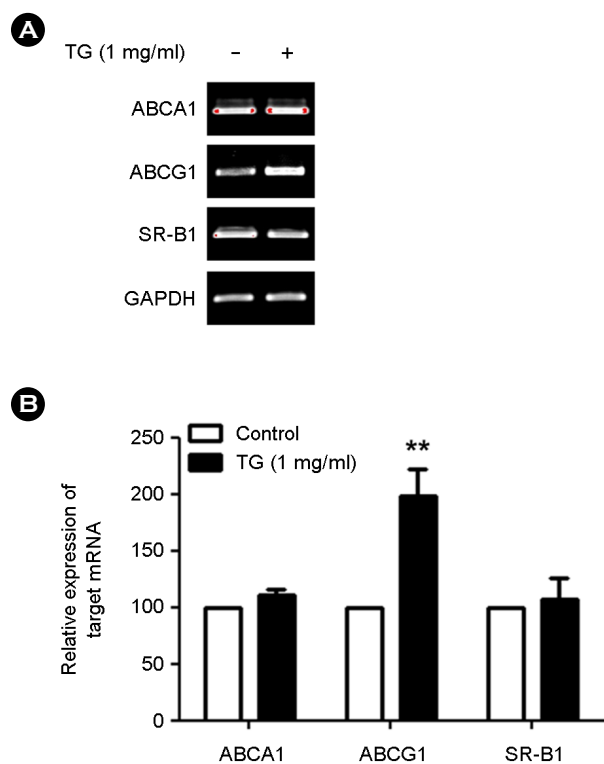 A
TG (1 mg/ml) – +
ABCA1
ABCG1
SR-B1
GAPDH
B
Relative expression of
target mRNA
250
200
150
100
50
0
Control
TG (1 mg/ml)
**
ABCA1 ABCG1 SR-B1